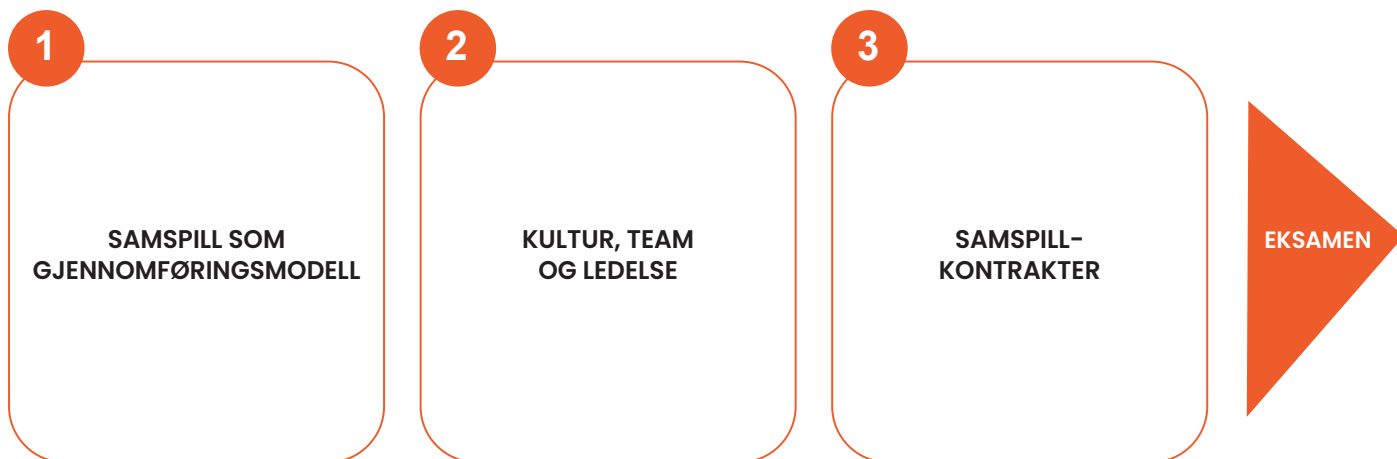 1
SAMSPILL SOM
GJENNOMFØRINGSMODELL
2
KULTUR, TEAM
OG LEDELSE
3
SAMSPILL-
KONTRAKTER
EKSAMEN